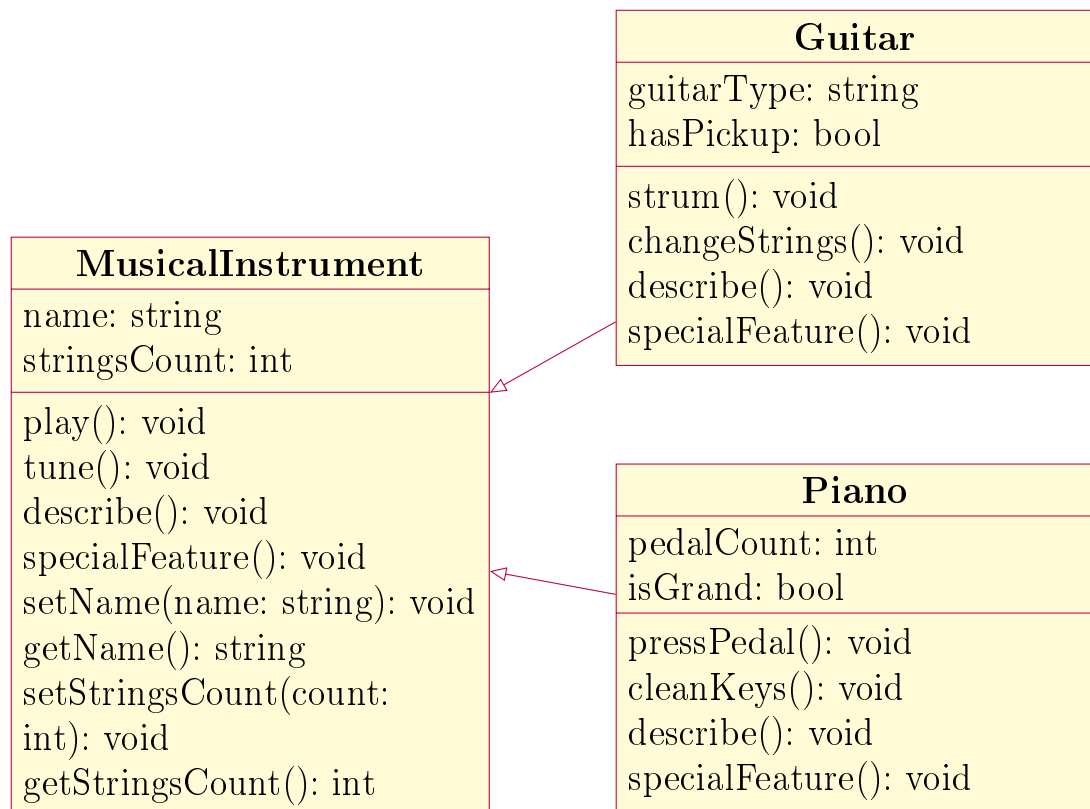 MusicalInstrument
name: string
stringsCount: int
play(): void
tune(): void
describe(): void
specialFeature(): void
setName(name: string): void
getName(): string
setStringsCount(count:
int): void
getStringsCount(): int
Guitar
guitarType: string
hasPickup: bool
strum(): void
changeStrings(): void
describe(): void
specialFeature(): void
Piano
pedalCount: int
isGrand: bool
pressPedal(): void
cleanKeys(): void
describe(): void
specialFeature(): void